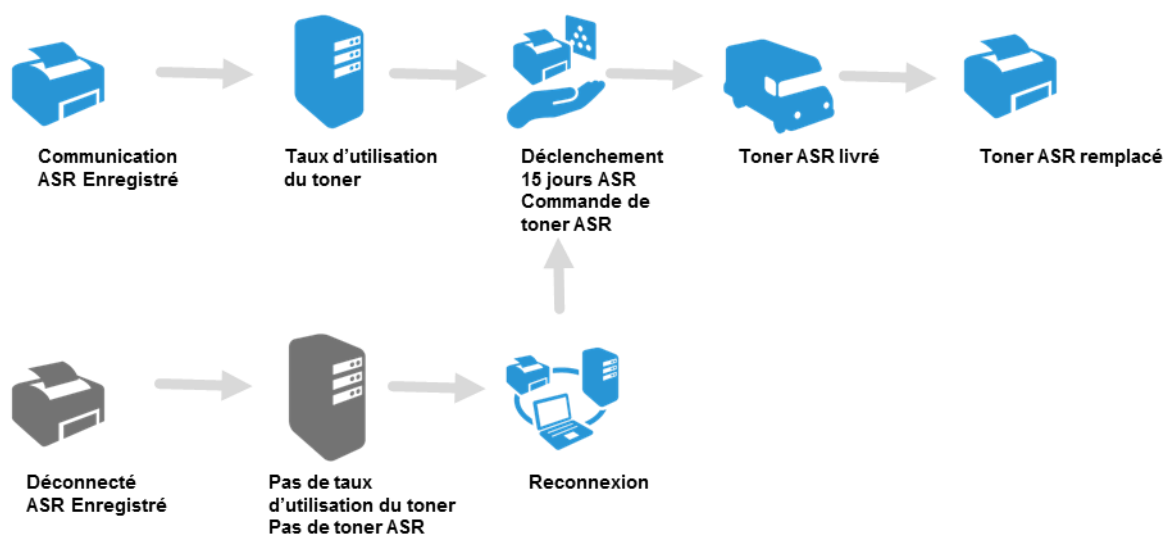 Communication
ASR Enregistré
Taux d'utilisation
du toner
Déclenchement
15 jours ASR
Commande de
toner ASR
Toner ASR livré
Toner ASR remplacé
Déconnecté
ASR Enregistré
Pas de taux
d'utilisation du toner
Pas de toner ASR
Reconnexion